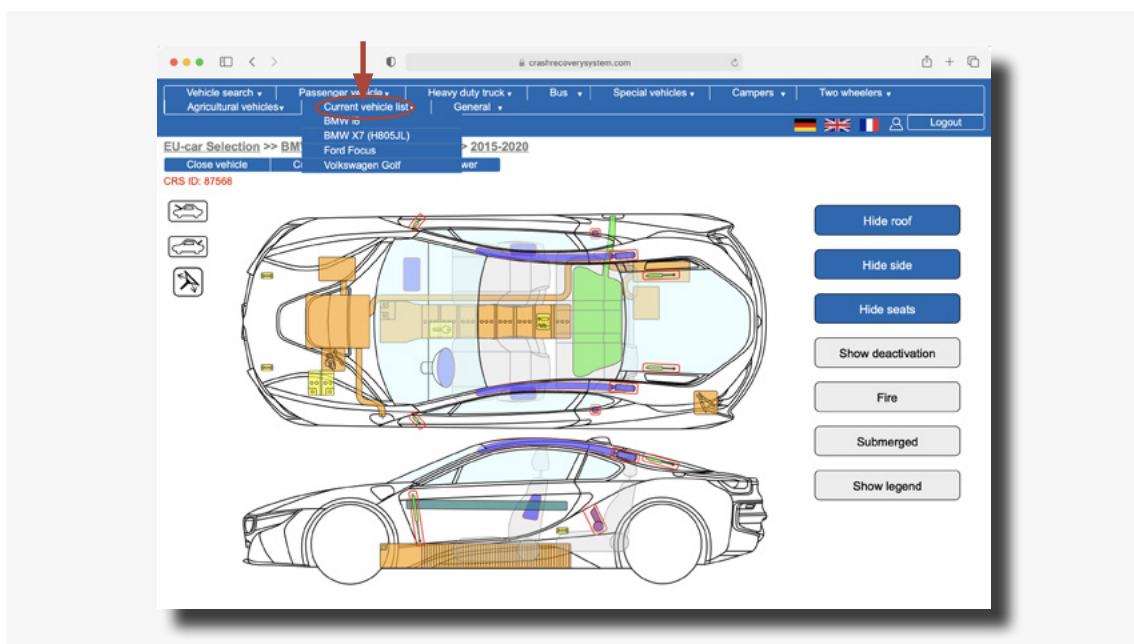 crashrecoverysystem.com
Vehicle search Passenger vehicle Heavy duty truck Bus Special vehicles Campers Two wheelers
Agricultural vehicles Current vehicle list General
BMW i8
BMW X7 (H805JL)
Ford Focus
Volkswagen Golf
Logout
EU-car Selection >> BM > 2015-2020
Close vehicle C wer
CRS ID: 87568
Hide roof
Hide side
Hide seats
Show deactivation
Fire
Submerged
Show legend